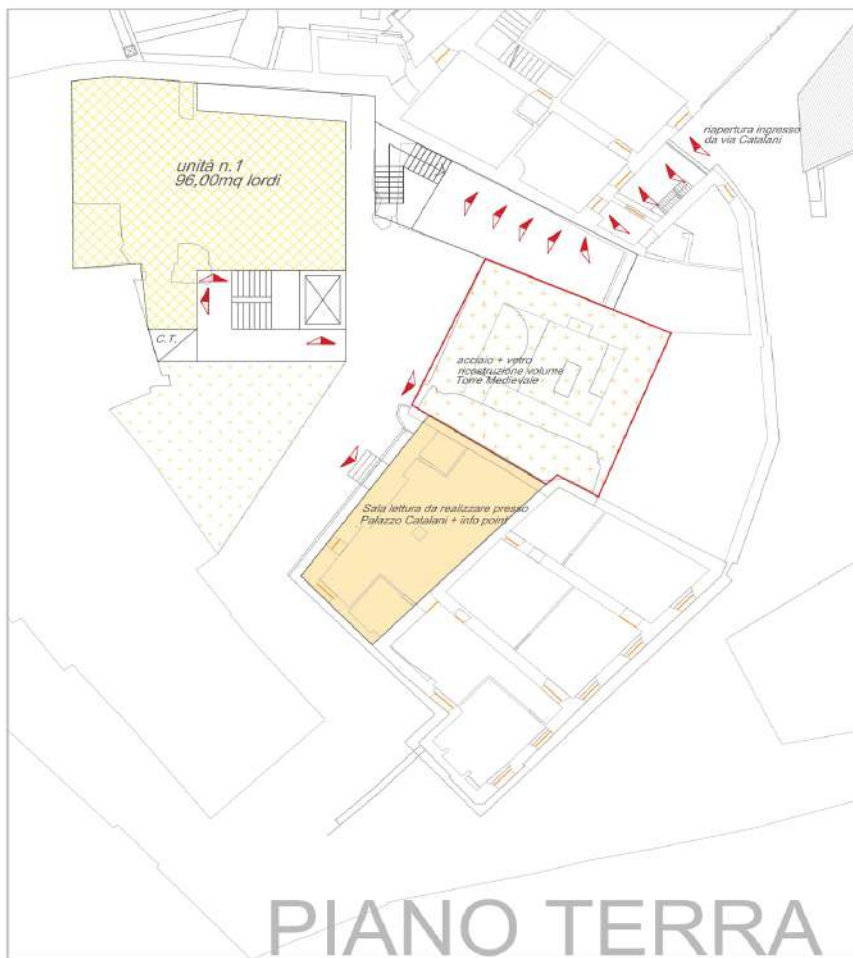 riapertura ingresso
da via Catalani
unità n.1
96,00mq lordi
C.T.
acciaio + vetro
ricostruzione volume
Torre Medievale
Sala lettura da realizzare presso
Palazzo Catalani + info point
PIANO TERRA